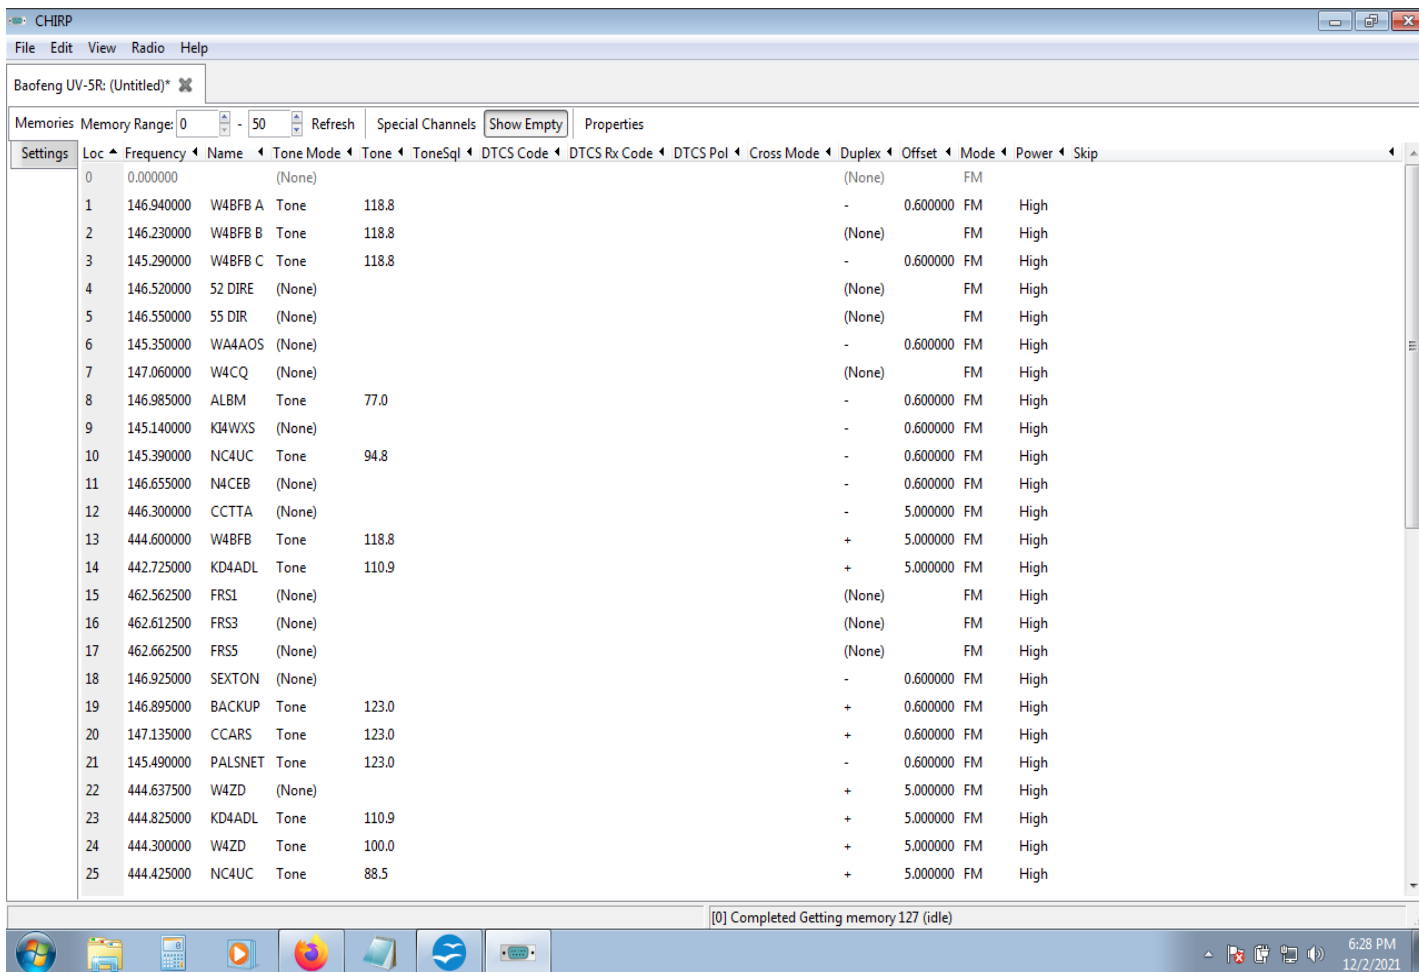 CHIRP
File Edit View Radio Help
Baofeng UV-5R: (Untitled)*
Memories Memory Range: 0 - 50 Refresh Special Channels Show Empty Properties
Settings Loc Frequency Name Tone Mode Tone ToneSql DTCS Code DTCS Rx Code DTCS Pol Cross Mode Duplex Offset Mode Power Skip
0 0.000000 (None) (None) FM
1 146.940000 W4BFB A Tone 118.8 - 0.600000 FM High
2 146.230000 W4BFB B Tone 118.8 (None) FM High
3 145.290000 W4BFB C Tone 118.8 - 0.600000 FM High
4 146.520000 52 DIRE (None) (None) FM High
5 146.550000 55 DIR (None) (None) FM High
6 145.350000 WA4AOS (None) - 0.600000 FM High
7 147.060000 W4CQ (None) (None) FM High
8 146.985000 ALBM Tone 77.0 - 0.600000 FM High
9 145.140000 KI4WXS (None) - 0.600000 FM High
10 145.390000 NC4UC Tone 94.8 - 0.600000 FM High
11 146.655000 N4CEB (None) - 0.600000 FM High
12 446.300000 CCTTA (None) - 5.000000 FM High
13 444.600000 W4BFB Tone 118.8 + 5.000000 FM High
14 442.725000 KD4ADL Tone 110.9 + 5.000000 FM High
15 462.562500 FRS1 (None) (None) FM High
16 462.612500 FRS3 (None) (None) FM High
17 462.662500 FRS5 (None) (None) FM High
18 146.925000 SEXTON (None) - 0.600000 FM High
19 146.895000 BACKUP Tone 123.0 + 0.600000 FM High
20 147.135000 CCARS Tone 123.0 + 0.600000 FM High
21 145.490000 PALSNET Tone 123.0 - 0.600000 FM High
22 444.637500 W4ZD (None) + 5.000000 FM High
23 444.825000 KD4ADL Tone 110.9 + 5.000000 FM High
24 444.300000 W4ZD Tone 100.0 + 5.000000 FM High
25 444.425000 NC4UC Tone 88.5 + 5.000000 FM High
[0] Completed Getting memory 127 (idle)
6:28 PM
12/2/2021